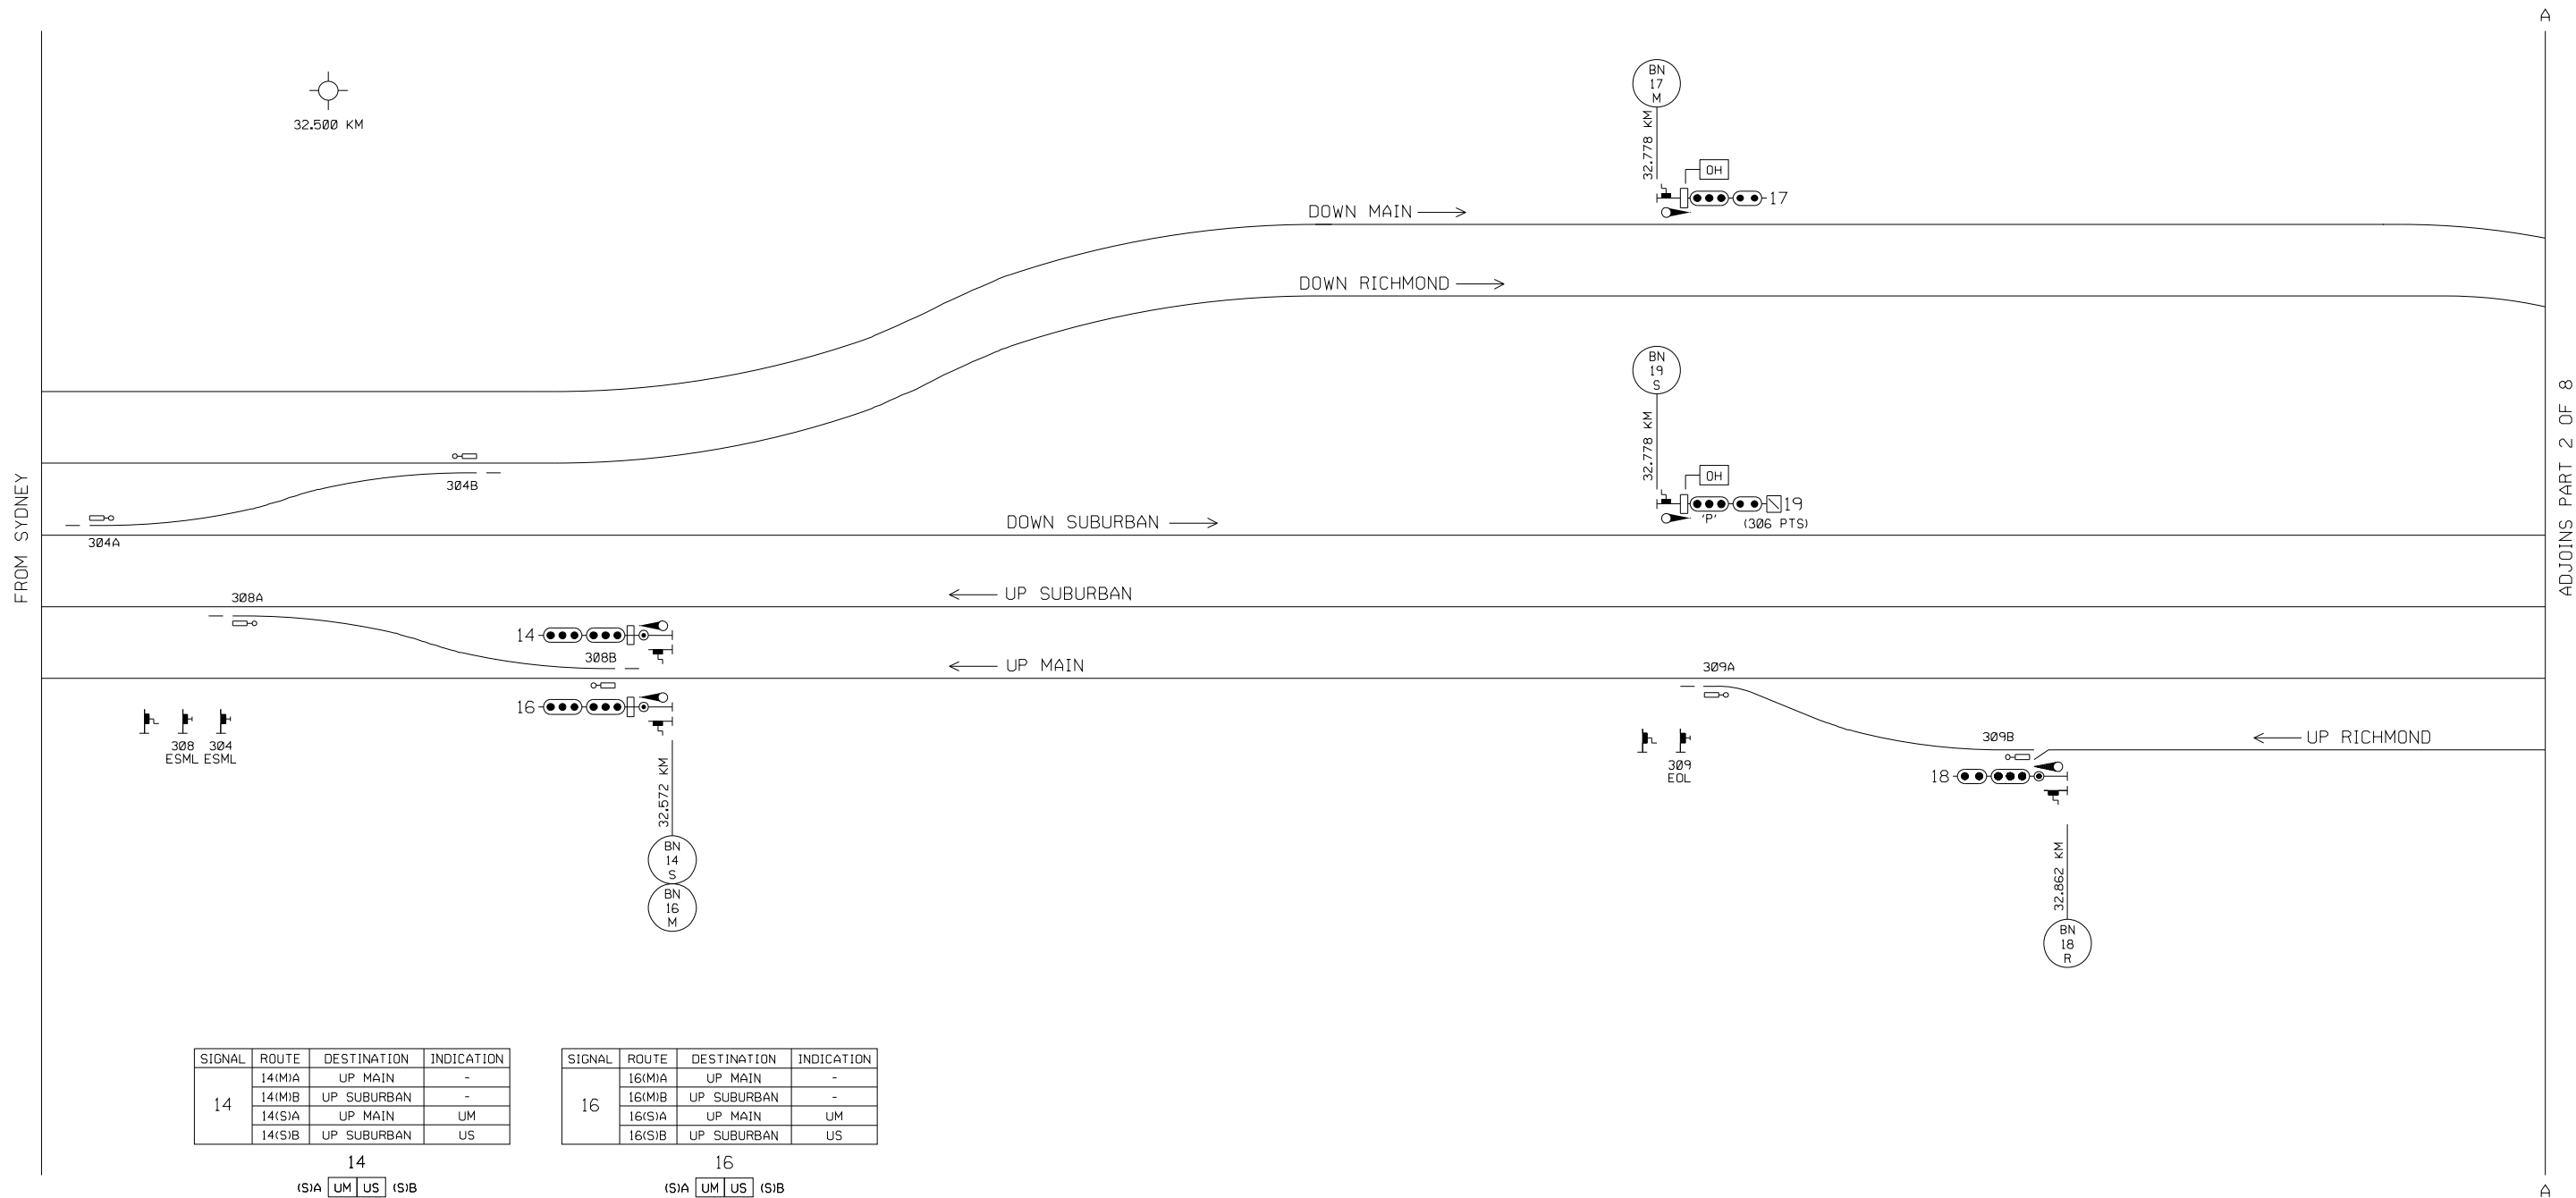 A
BN
17
M
32.500 KM
32.778 KM
OH
17
DOWN MAIN
DOWN RICHMOND
BN
19
S
32.778 KM
ADJOINS PART 2 OF 8
FROM SYDNEY
304B
OH
19
'P' (306 PTS)
DOWN SUBURBAN
304A
UP SUBURBAN
308A
14
308B
UP MAIN
309A
16
308 304
ESML ESML
309B
UP RICHMOND
309
EOL
18
32.572 KM
BN
14
S
BN
16
M
32.862 KM
BN
18
R
SIGNAL ROUTE DESTINATION INDICATION
14
14(M)A UP MAIN -
14(M)B UP SUBURBAN -
14(S)A UP MAIN UM
14(S)B UP SUBURBAN US
14
(S)A UM US (S)B
SIGNAL ROUTE DESTINATION INDICATION
16
16(M)A UP MAIN -
16(M)B UP SUBURBAN -
16(S)A UP MAIN UM
16(S)B UP SUBURBAN US
16
(S)A UM US (S)B
A